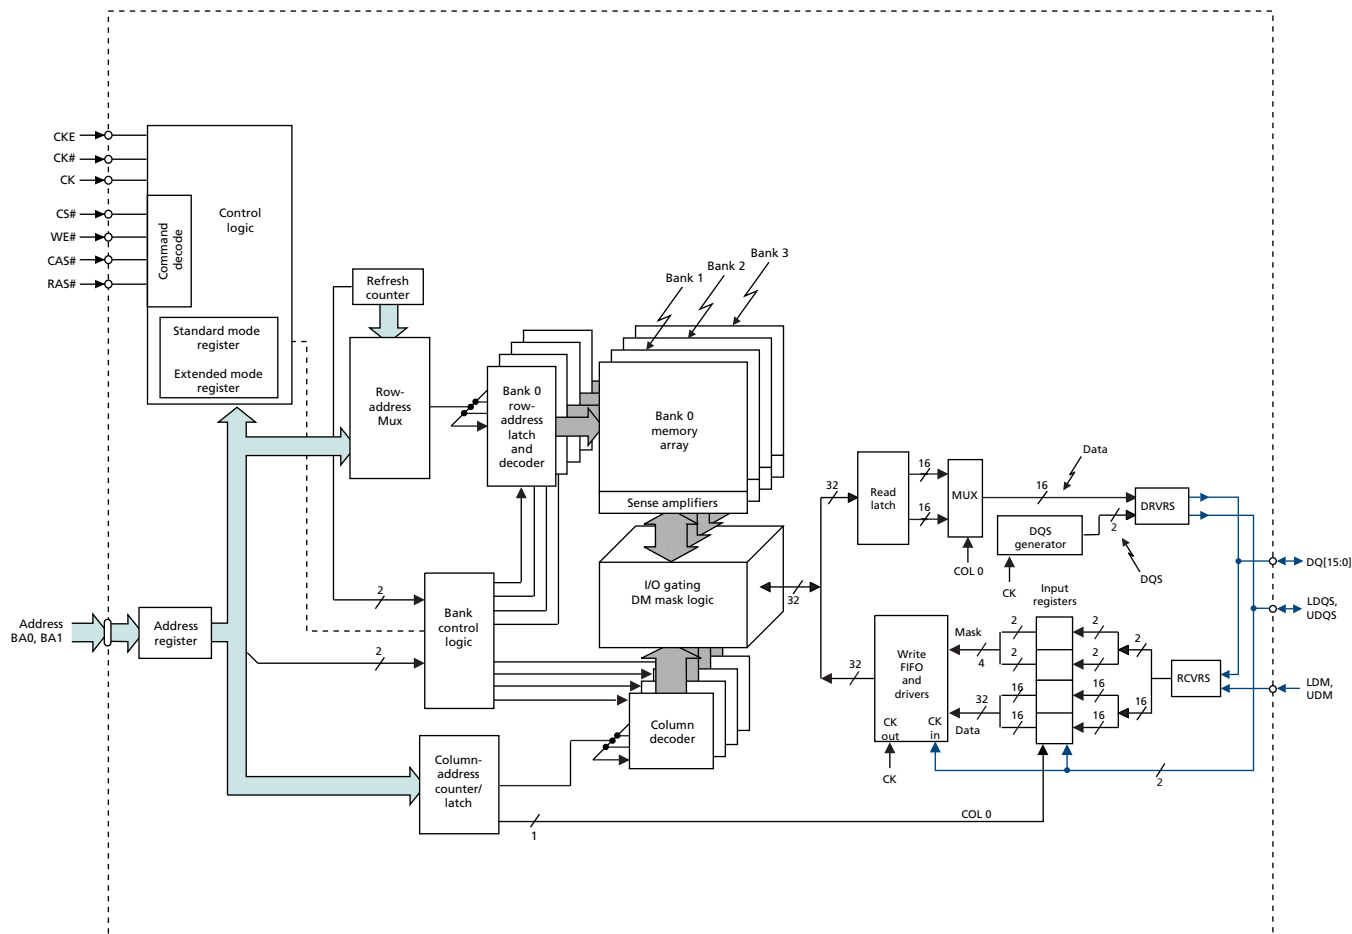 CKE
CK#
CK
CS#
WE#
CAS#
RAS#
Command
decode
Control
logic
Standard mode
register
Extended mode
register
Refresh
counter
Row-
address
Mux
Bank 0
row-
address
latch
and
decoder
Bank 1
Bank 2
Bank 3
Bank 0
memory
array
Sense amplifiers
I/O gating
DM mask logic
Address
BA0, BA1
Address
register
2
2
Bank
control
logic
Column
decoder
Column-
address
counter/
latch
1
COL 0
32
32
Read
latch
16
16
MUX
COL 0
16
Data
DQS
generator
CK
2
DQS
DRVRS
DQ[15:0]
LDQS,
UDQS
LDM,
UDM
Input
registers
32
Write
FIFO
and
drivers
CK
out
CK
in
CK
Mask
4
32
Data
2
2
16
16
2
2
16
16
2
16
RCVRS
2